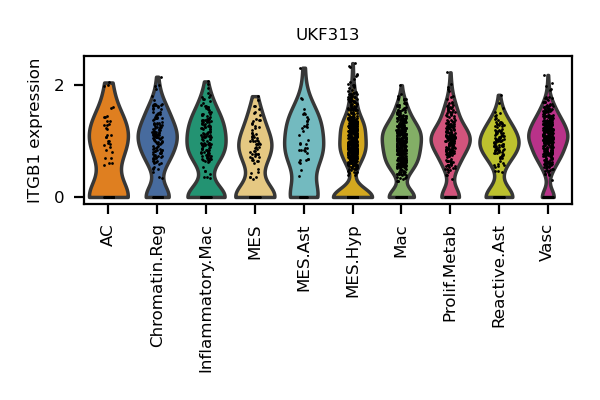 UKF313
ITGB1 expression
2
0
AC
Chromatin.Reg
Inflammatory.Mac
MES
MES.Ast
MES.Hyp
Mac
Prolif.Metab
Reactive.Ast
Vasc